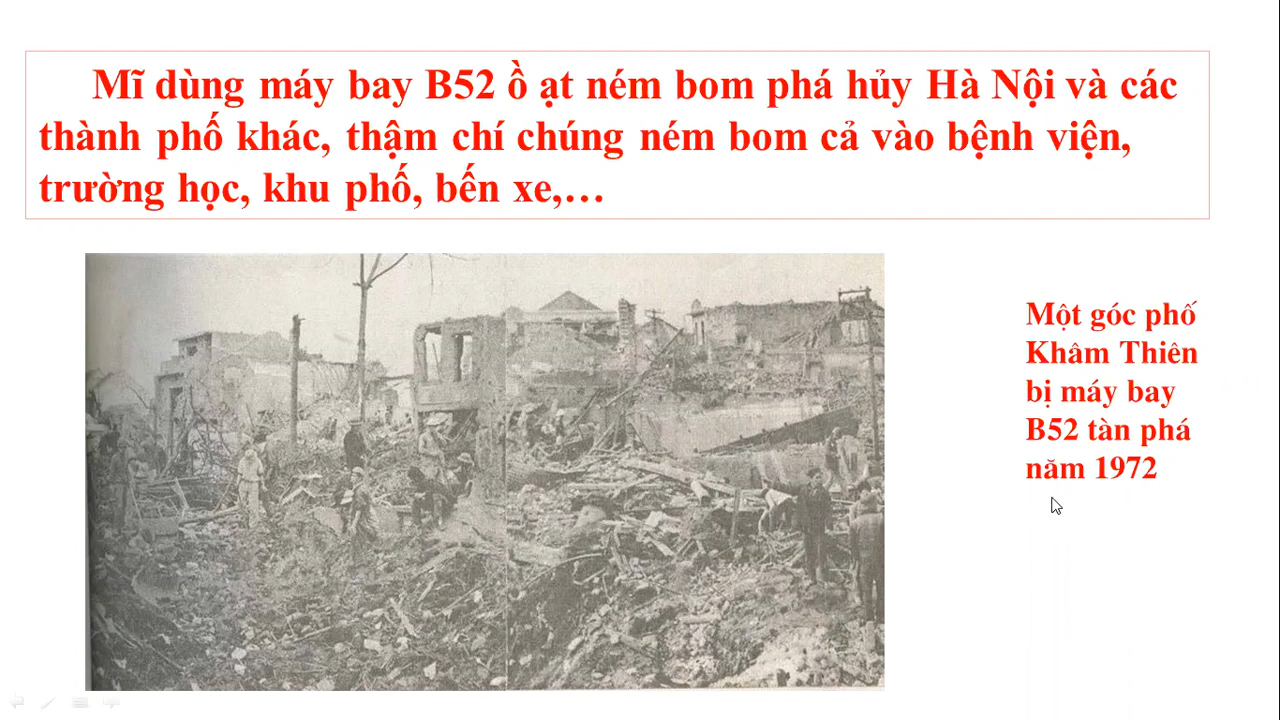 Mĩ dùng máy bay B52 ồ ạt ném bom phá hủy Hà Nội và các
thành phố khác, thậm chí chúng ném bom cả vào bệnh viện,
trường học, khu phố, bến xe,…
Một góc phố
Khâm Thiên
bị máy bay
B52 tàn phá
năm 1972